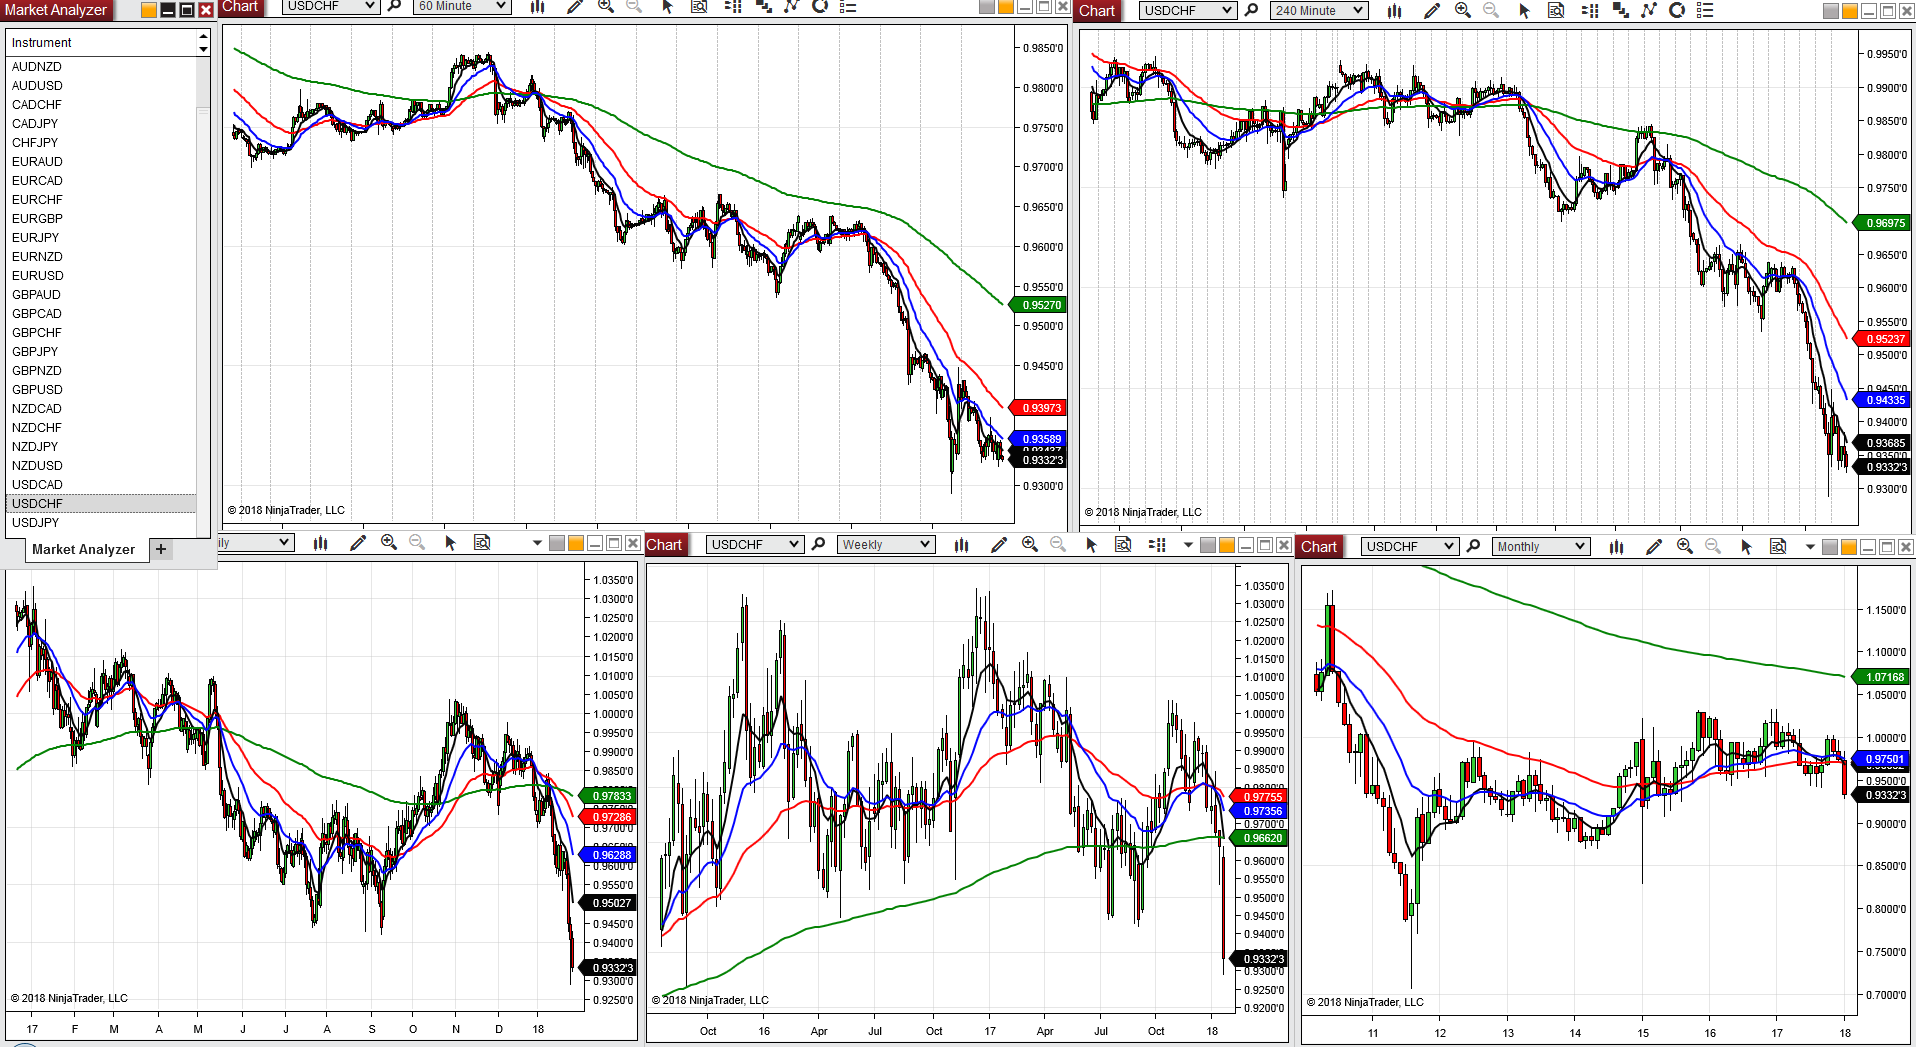 Market Analyzer
Instrument
AUDNZD
AUDUSD
CADCHF
CADJPY
CHFJPY
EURAUD
EURCAD
EURCHF
EURGBP
EURJPY
EURNZD
EURUSD
GBPAUD
GBPCAD
GBPCHF
GBPJPY
GBPNZD
GBPUSD
NZDCAD
NZDCHF
NZDJPY
NZDUSD
USDCAD
USDCHF
USDJPY
Market Analyzer +
Chart USDCHF 60 Minute
0.9850'0
0.9800'0
0.9750'0
0.9700'0
0.9650'0
0.9600'0
0.9550'0
0.95270
0.9500'0
0.9450'0
0.93973
0.93589
0.9332'3
0.9300'0
© 2018 NinjaTrader, LLC
Chart USDCHF 240 Minute
0.9950'0
0.9900'0
0.9850'0
0.9800'0
0.9750'0
0.96975
0.9650'0
0.9600'0
0.9550'0
0.95237
0.9500'0
0.9450'0
0.94335
0.9400'0
0.93685
0.9350'0
0.9332'3
0.9300'0
© 2018 NinjaTrader, LLC
ily
1.0350'0
1.0300'0
1.0250'0
1.0200'0
1.0150'0
1.0100'0
1.0050'0
1.0000'0
0.9950'0
0.9900'0
0.9850'0
0.97833
0.97286
0.9700'0
0.9650'0
0.96288
0.9600'0
0.9550'0
0.95027
0.9450'0
0.9400'0
0.9332'3
0.9300'0
0.9250'0
© 2018 NinjaTrader, LLC
17 F M A M J J A S O N D 18
Chart USDCHF Weekly
1.0350'0
1.0300'0
1.0250'0
1.0200'0
1.0150'0
1.0100'0
1.0050'0
1.0000'0
0.9950'0
0.9900'0
0.9850'0
0.97755
0.97356
0.9700'0
0.96620
0.9600'0
0.9550'0
0.9500'0
0.9450'0
0.9400'0
0.9332'3
0.9300'0
0.9250'0
0.9200'0
© 2018 NinjaTrader, LLC
Oct 16 Apr Jul Oct 17 Apr Jul Oct 18
Chart USDCHF Monthly
1.1500'0
1.1000'0
1.07168
1.0500'0
1.0000'0
0.97501
0.9500'0
0.9332'3
0.9000'0
0.8500'0
0.8000'0
0.7500'0
0.7000'0
© 2018 NinjaTrader, LLC
11 12 13 14 15 16 17 18